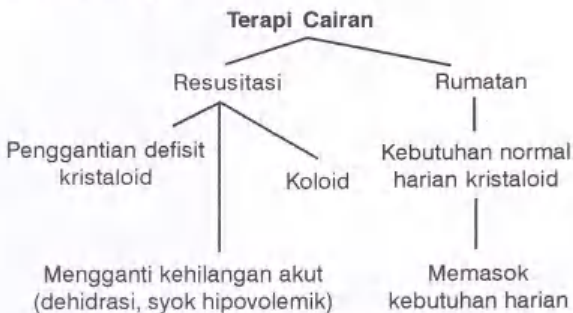 Terapi Cairan
Resusitasi
Rumatan
Penggantian defisit
kristaloid
Koloid
Kebutuhan normal
harian kristaloid
Mengganti kehilangan akut
(dehidrasi, syok hipovolemik)
Memasok
kebutuhan harian